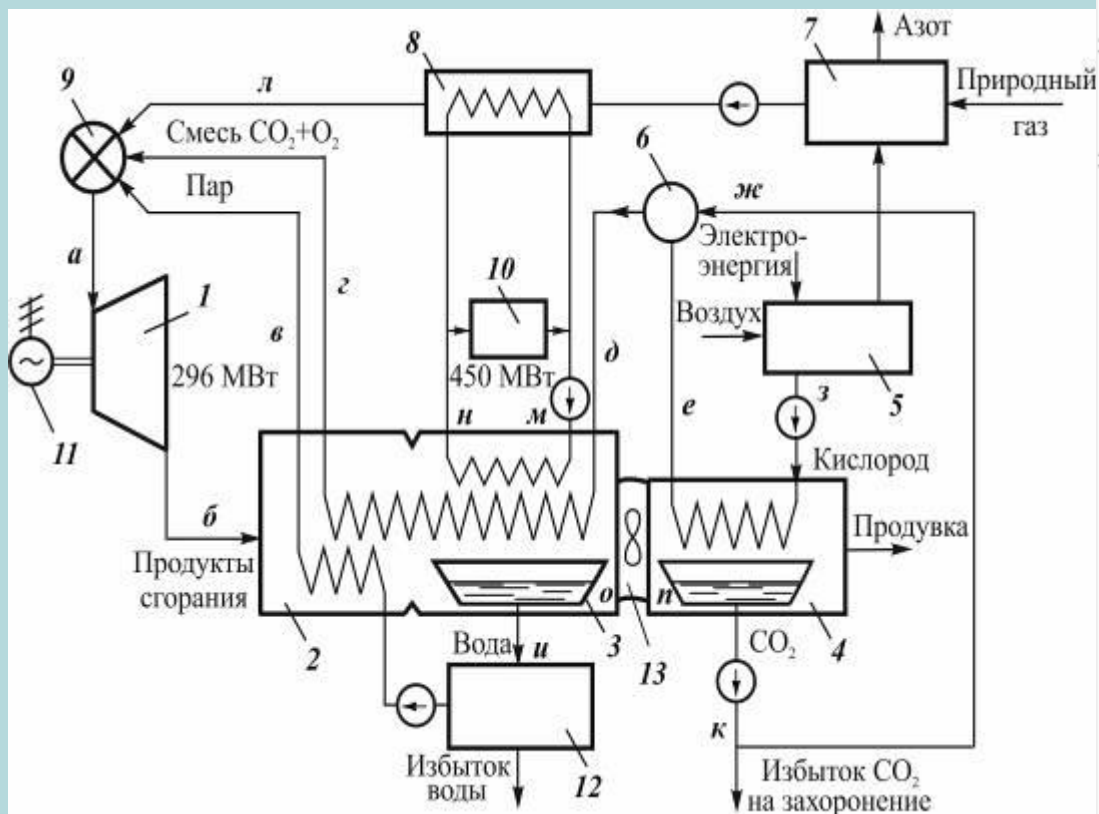 Азот
7
8
Природный
газ
9
л
Смесь CO₂+O₂
6
ж
Пар
Электро-
энергия
а
1
г
10
Воздух
в
д
296 МВт
450 МВт
е
з
5
н
м
11
Кислород
б
Продувка
Продукты
сгорания
о
п
2
Вода
и
3
13
CO₂
4
к
12
Избыток
воды
Избыток CO₂
на захоронение